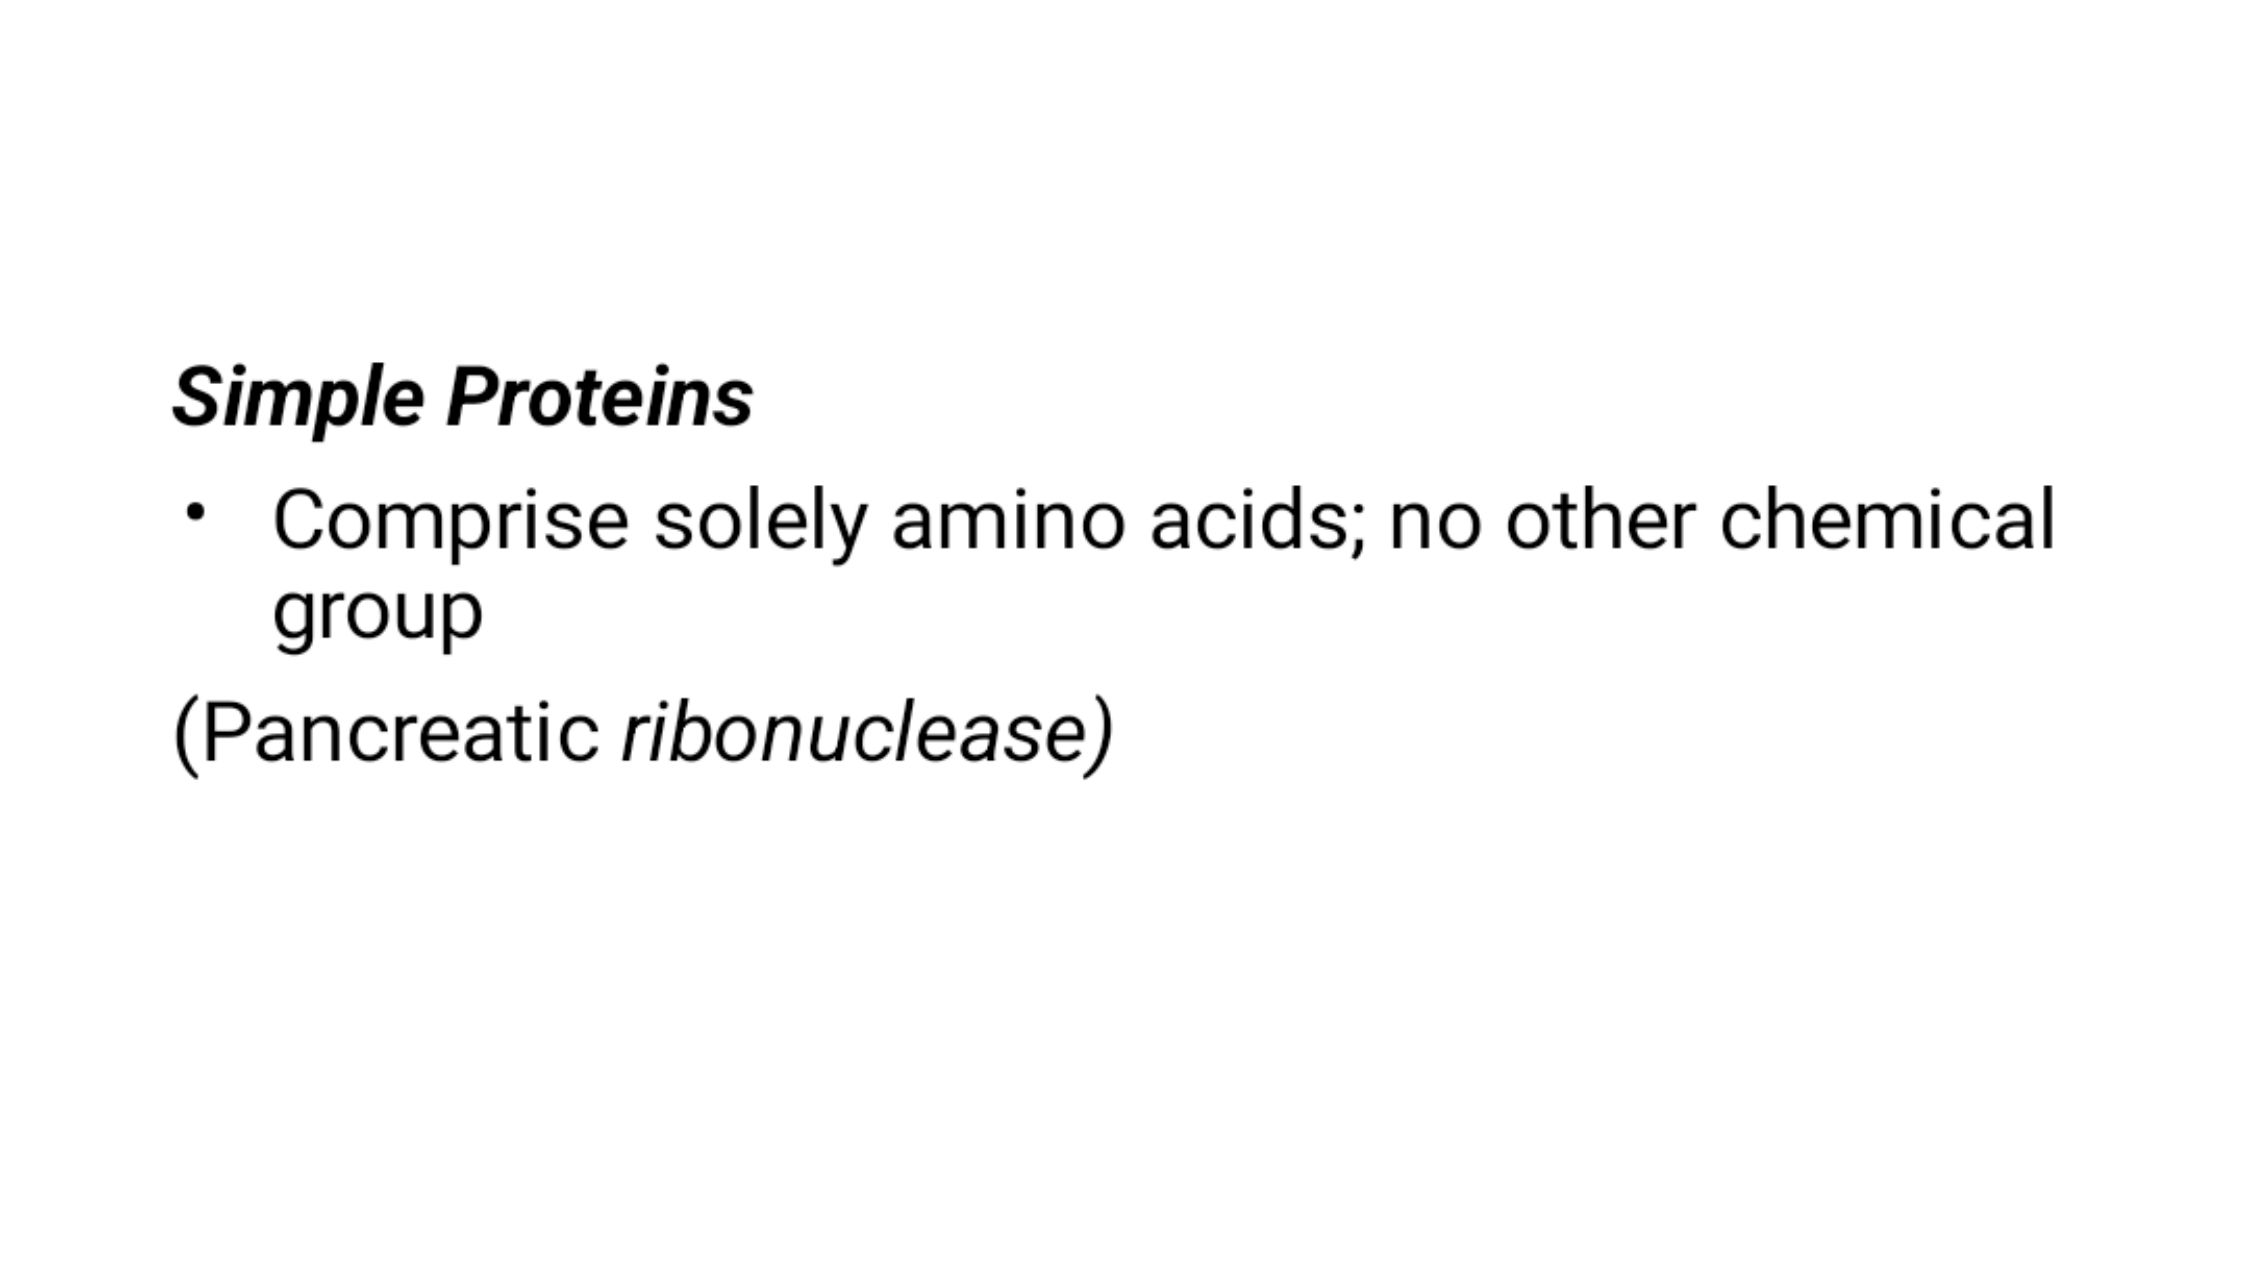 Simple Proteins
• Comprise solely amino acids; no other chemical
group
(Pancreatic ribonuclease)